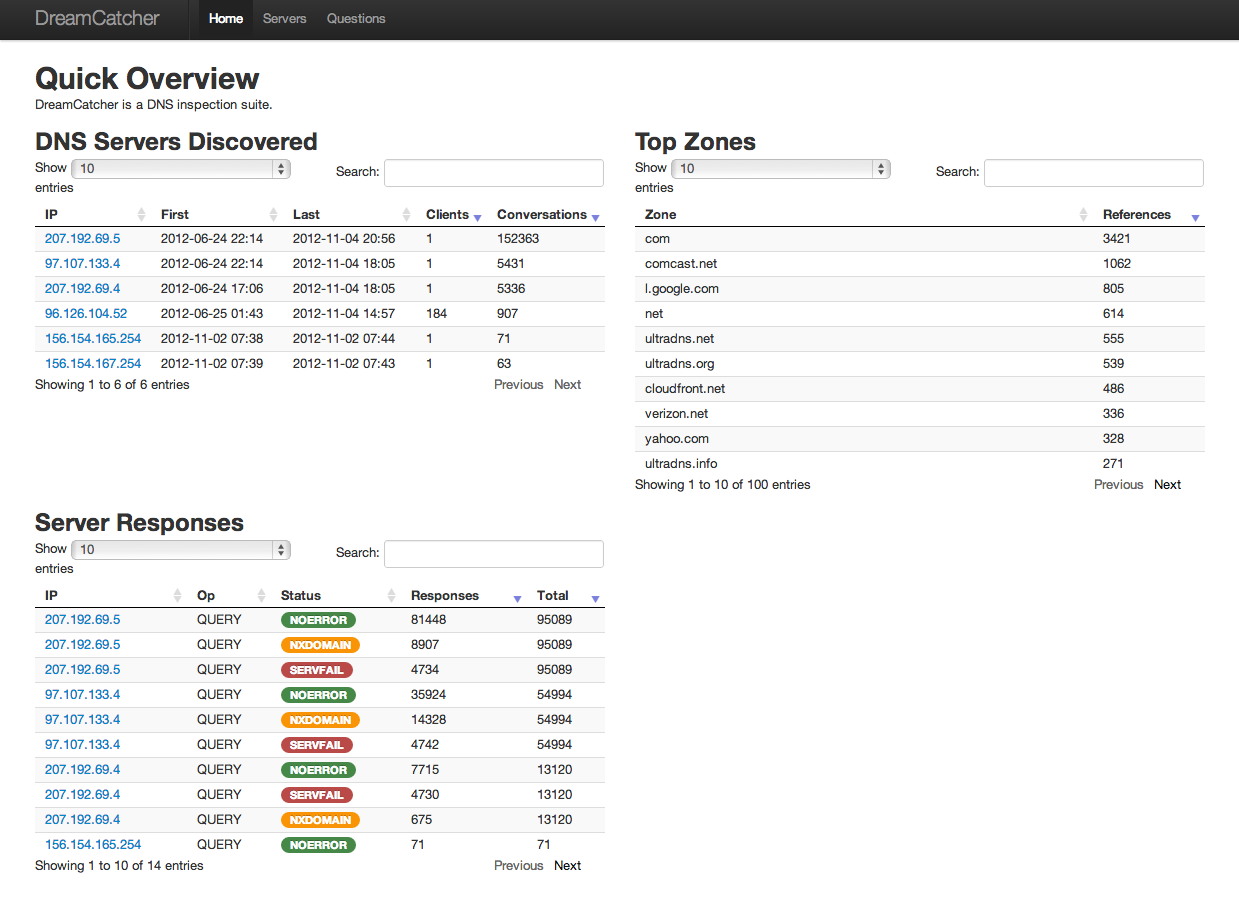 DreamCatcher Home Servers Questions
Quick Overview
DreamCatcher is a DNS inspection suite.
DNS Servers Discovered
Show 10 Search:
entries
IP First Last Clients Conversations
207.192.69.5 2012-06-24 22:14 2012-11-04 20:56 1 152363
97.107.133.4 2012-06-24 22:14 2012-11-04 18:05 1 5431
207.192.69.4 2012-06-24 17:06 2012-11-04 18:05 1 5336
96.126.104.52 2012-06-25 01:43 2012-11-04 14:57 184 907
156.154.165.254 2012-11-02 07:38 2012-11-02 07:44 1 71
156.154.167.254 2012-11-02 07:39 2012-11-02 07:43 1 63
Showing 1 to 6 of 6 entries Previous Next
Top Zones
Show 10 Search:
entries
Zone References
com 3421
comcast.net 1062
l.google.com 805
net 614
ultradns.net 555
ultradns.org 539
cloudfront.net 486
verizon.net 336
yahoo.com 328
ultradns.info 271
Showing 1 to 10 of 100 entries Previous Next
Server Responses
Show 10 Search:
entries
IP Op Status Responses Total
207.192.69.5 QUERY NOERROR 81448 95089
207.192.69.5 QUERY NXDOMAIN 8907 95089
207.192.69.5 QUERY SERVFAIL 4734 95089
97.107.133.4 QUERY NOERROR 35924 54994
97.107.133.4 QUERY NXDOMAIN 14328 54994
97.107.133.4 QUERY SERVFAIL 4742 54994
207.192.69.4 QUERY NOERROR 7715 13120
207.192.69.4 QUERY SERVFAIL 4730 13120
207.192.69.4 QUERY NXDOMAIN 675 13120
156.154.165.254 QUERY NOERROR 71 71
Showing 1 to 10 of 14 entries Previous Next